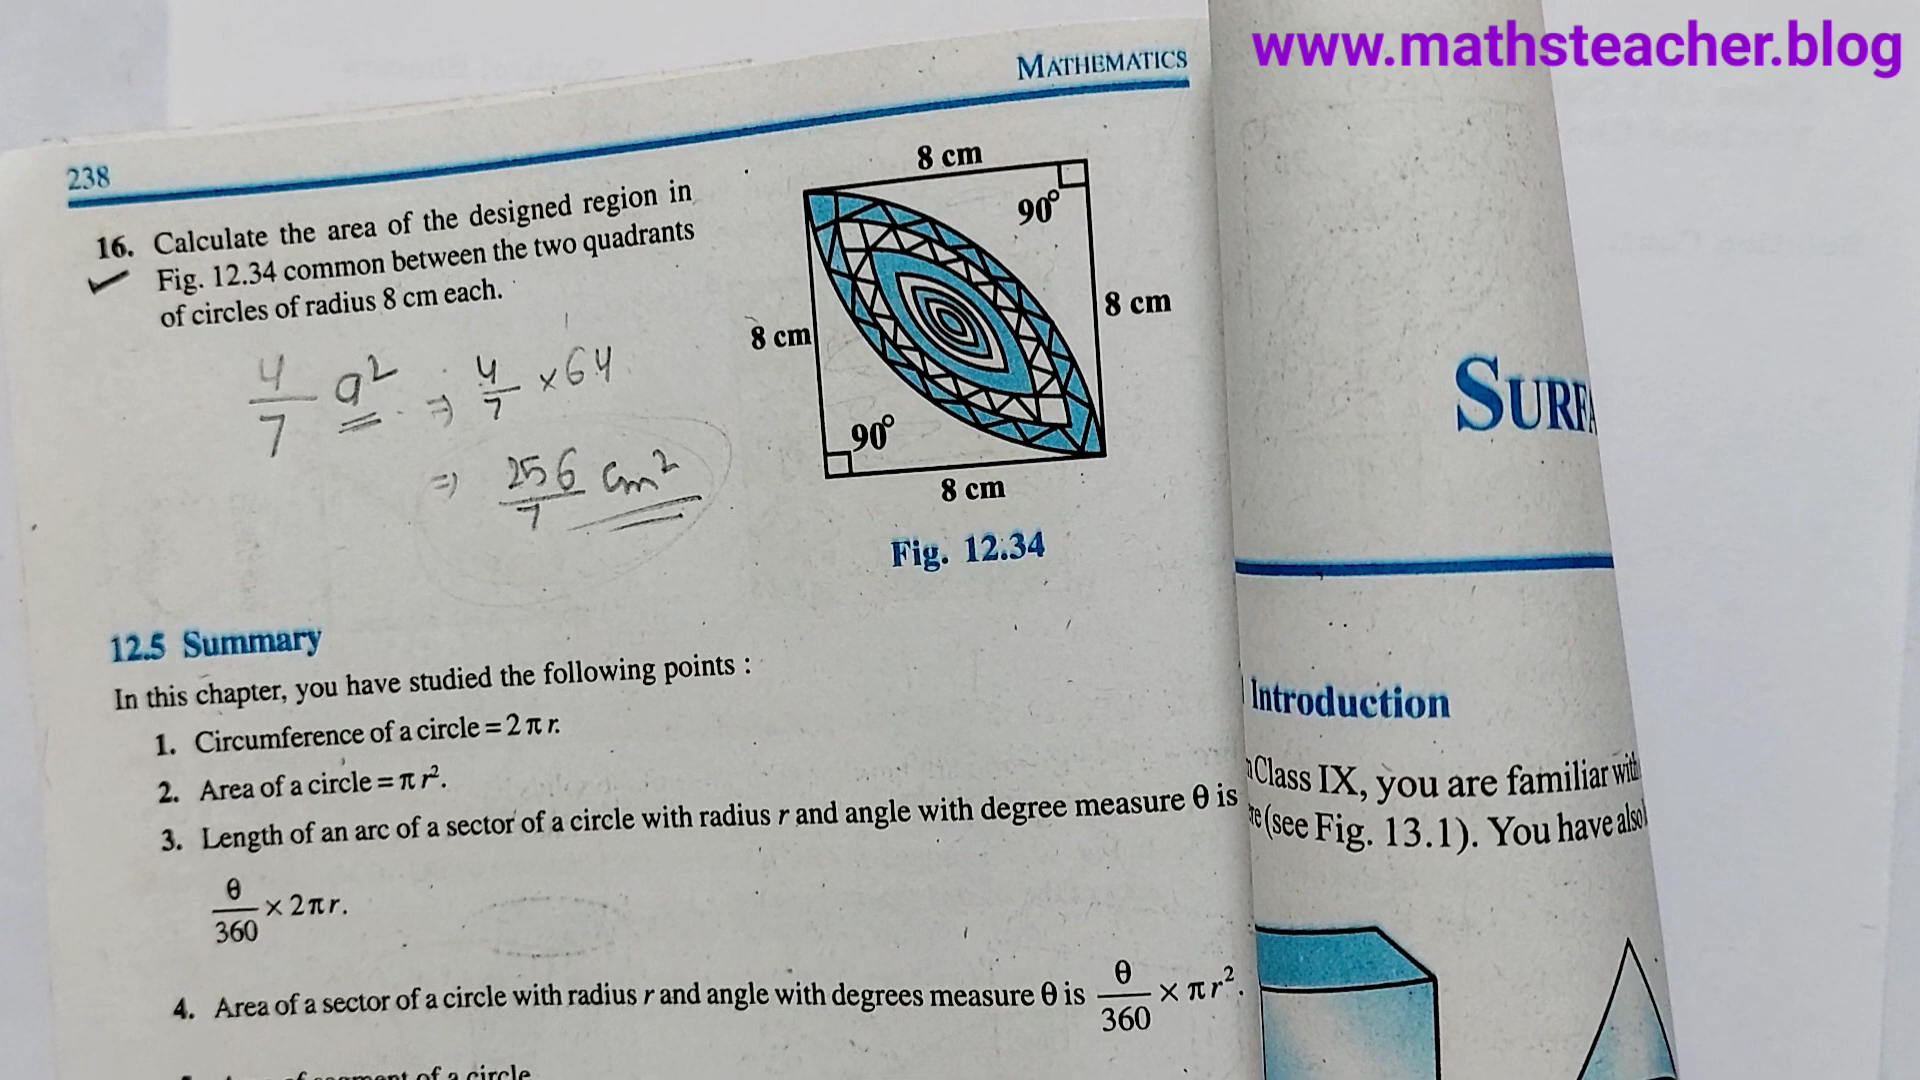 www.mathsteacher.blog
MATHEMATICS
238
16. Calculate the area of the designed region in
Fig. 12.34 common between the two quadrants
of circles of radius 8 cm each.
4/7 a² ⇒ 4/7 × 64
⇒ 256/7 cm²
8 cm
90°
8 cm
8 cm
90°
8 cm
Fig. 12.34
12.5 Summary
In this chapter, you have studied the following points :
1. Circumference of a circle = 2 π r.
2. Area of a circle = π r².
3. Length of an arc of a sector of a circle with radius r and angle with degree measure θ is
θ/360 × 2πr.
4. Area of a sector of a circle with radius r and angle with degrees measure θ is θ/360 × πr².
of a circle
SURFA
Introduction
Class IX, you are familiar with
(see Fig. 13.1). You have also